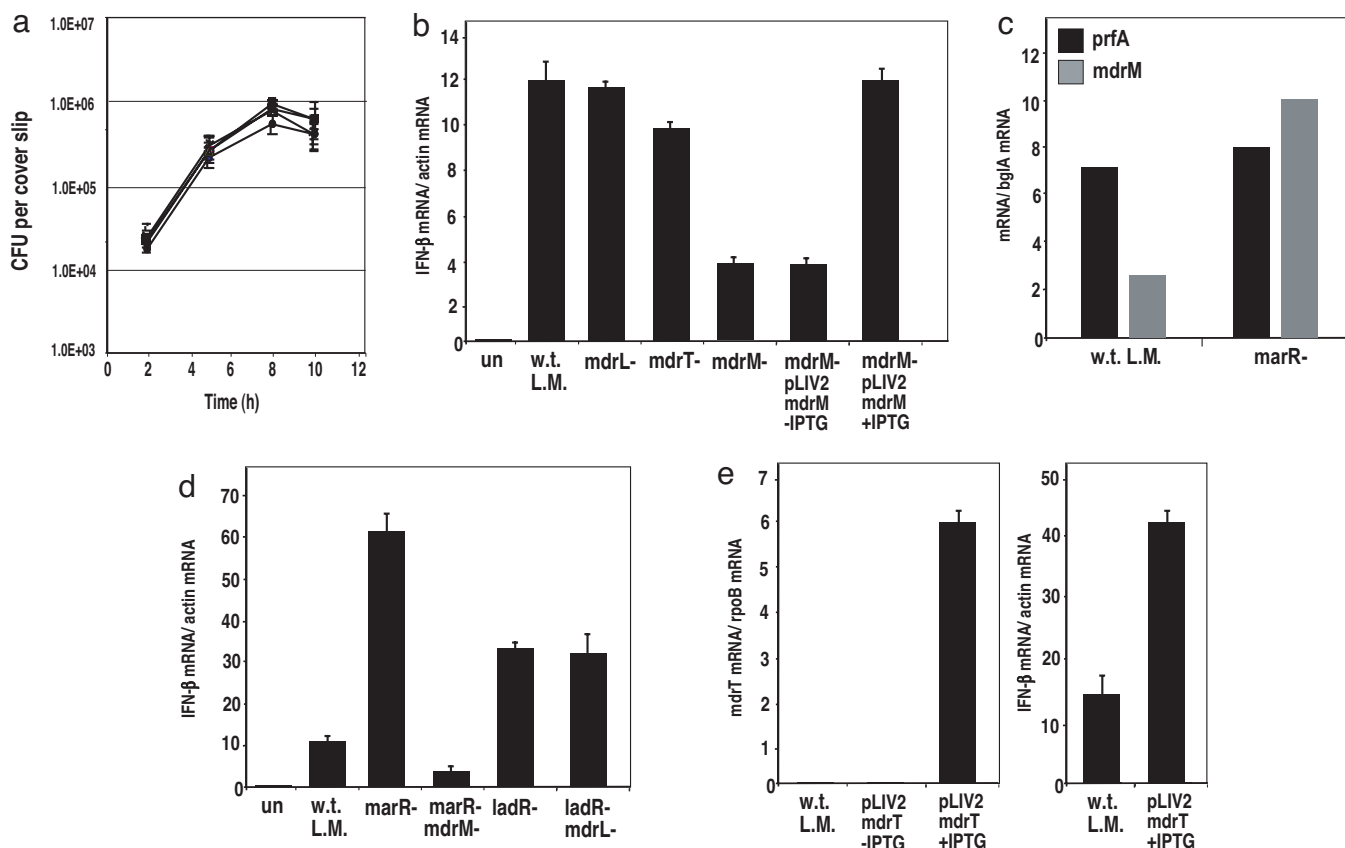 a
1.0E+07
1.0E+06
1.0E+05
1.0E+04
1.0E+03
CFU per cover slip
0 2 4 6 8 10 12
Time (h)
b
14
12
10
8
6
4
2
0
IFN-β mRNA/ actin mRNA
un
w.t.
L.M.
mdrL-
mdrT-
mdrM-
mdrM-
pLIV2
mdrM
-IPTG
mdrM-
pLIV2
mdrM
+IPTG
c
prfA
mdrM
12
10
8
6
4
2
0
mRNA/ bglA mRNA
w.t. L.M.
marR-
d
70
60
50
40
30
20
10
0
IFN-β mRNA/ actin mRNA
un
w.t.
L.M.
marR-
marR-
mdrM-
ladR-
ladR-
mdrL-
e
7
6
5
4
3
2
1
0
mdrT mRNA/ rpoB mRNA
w.t.
L.M.
pLIV2
mdrT
-IPTG
pLIV2
mdrT
+IPTG
50
40
30
20
10
0
IFN-β mRNA/ actin mRNA
w.t.
L.M.
pLIV2
mdrT
+IPTG